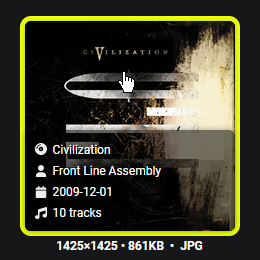 CIVILIZATION
Civilization
Front Line Assembly
2009-12-01
10 tracks
1425×1425 • 861KB • JPG